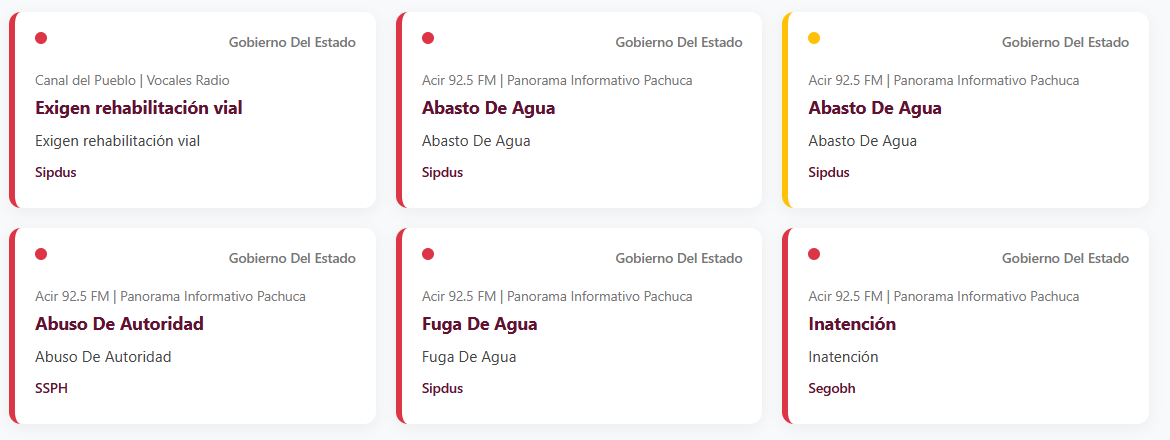 Gobierno Del Estado
Canal del Pueblo | Vocales Radio
Exigen rehabilitación vial
Exigen rehabilitación vial
Sipdus
Gobierno Del Estado
Acir 92.5 FM | Panorama Informativo Pachuca
Abasto De Agua
Abasto De Agua
Sipdus
Gobierno Del Estado
Acir 92.5 FM | Panorama Informativo Pachuca
Abasto De Agua
Abasto De Agua
Sipdus
Gobierno Del Estado
Acir 92.5 FM | Panorama Informativo Pachuca
Abuso De Autoridad
Abuso De Autoridad
SSPH
Gobierno Del Estado
Acir 92.5 FM | Panorama Informativo Pachuca
Fuga De Agua
Fuga De Agua
Sipdus
Gobierno Del Estado
Acir 92.5 FM | Panorama Informativo Pachuca
Inatención
Inatención
Segobh